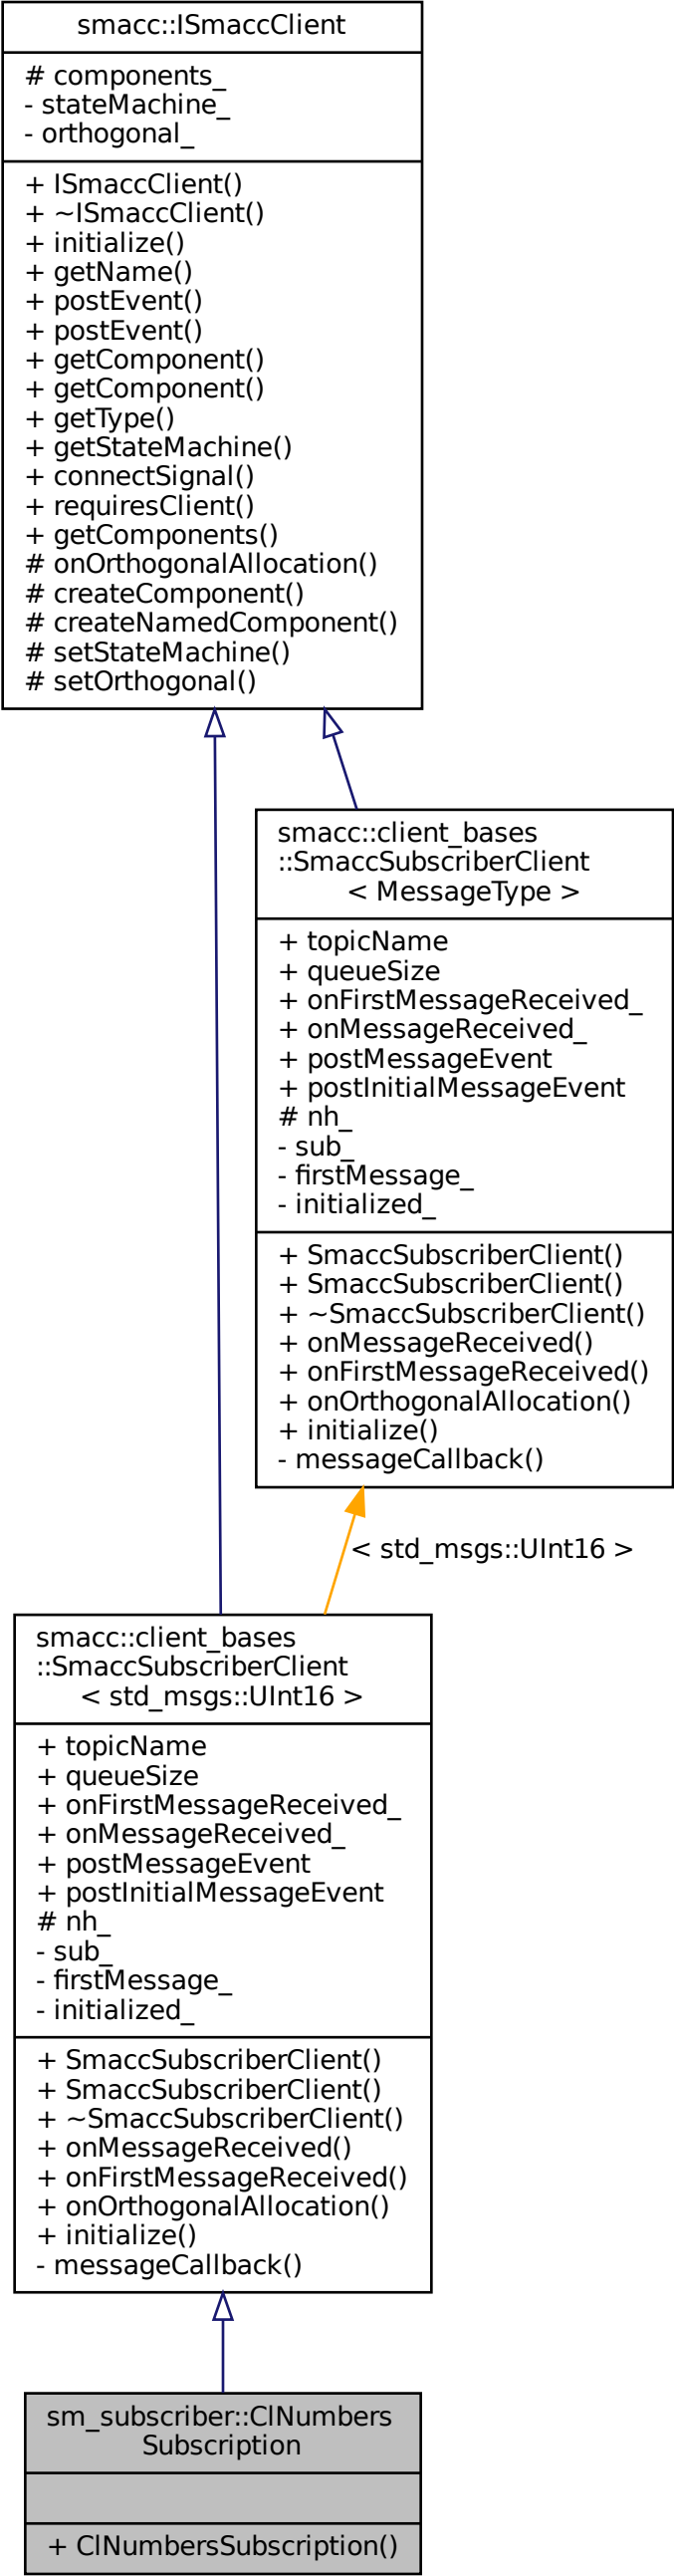 smacc::ISmaccClient
# components_
- stateMachine_
- orthogonal_
+ ISmaccClient()
+ ~ISmaccClient()
+ initialize()
+ getName()
+ postEvent()
+ postEvent()
+ getComponent()
+ getComponent()
+ getType()
+ getStateMachine()
+ connectSignal()
+ requiresClient()
+ getComponents()
# onOrthogonalAllocation()
# createComponent()
# createNamedComponent()
# setStateMachine()
# setOrthogonal()
smacc::client_bases
::SmaccSubscriberClient
< MessageType >
+ topicName
+ queueSize
+ onFirstMessageReceived_
+ onMessageReceived_
+ postMessageEvent
+ postInitialMessageEvent
# nh_
- sub_
- firstMessage_
- initialized_
+ SmaccSubscriberClient()
+ SmaccSubscriberClient()
+ ~SmaccSubscriberClient()
+ onMessageReceived()
+ onFirstMessageReceived()
+ onOrthogonalAllocation()
+ initialize()
- messageCallback()
< std_msgs::UInt16 >
smacc::client_bases
::SmaccSubscriberClient
< std_msgs::UInt16 >
+ topicName
+ queueSize
+ onFirstMessageReceived_
+ onMessageReceived_
+ postMessageEvent
+ postInitialMessageEvent
# nh_
- sub_
- firstMessage_
- initialized_
+ SmaccSubscriberClient()
+ SmaccSubscriberClient()
+ ~SmaccSubscriberClient()
+ onMessageReceived()
+ onFirstMessageReceived()
+ onOrthogonalAllocation()
+ initialize()
- messageCallback()
sm_subscriber::ClNumbers
Subscription
+ ClNumbersSubscription()